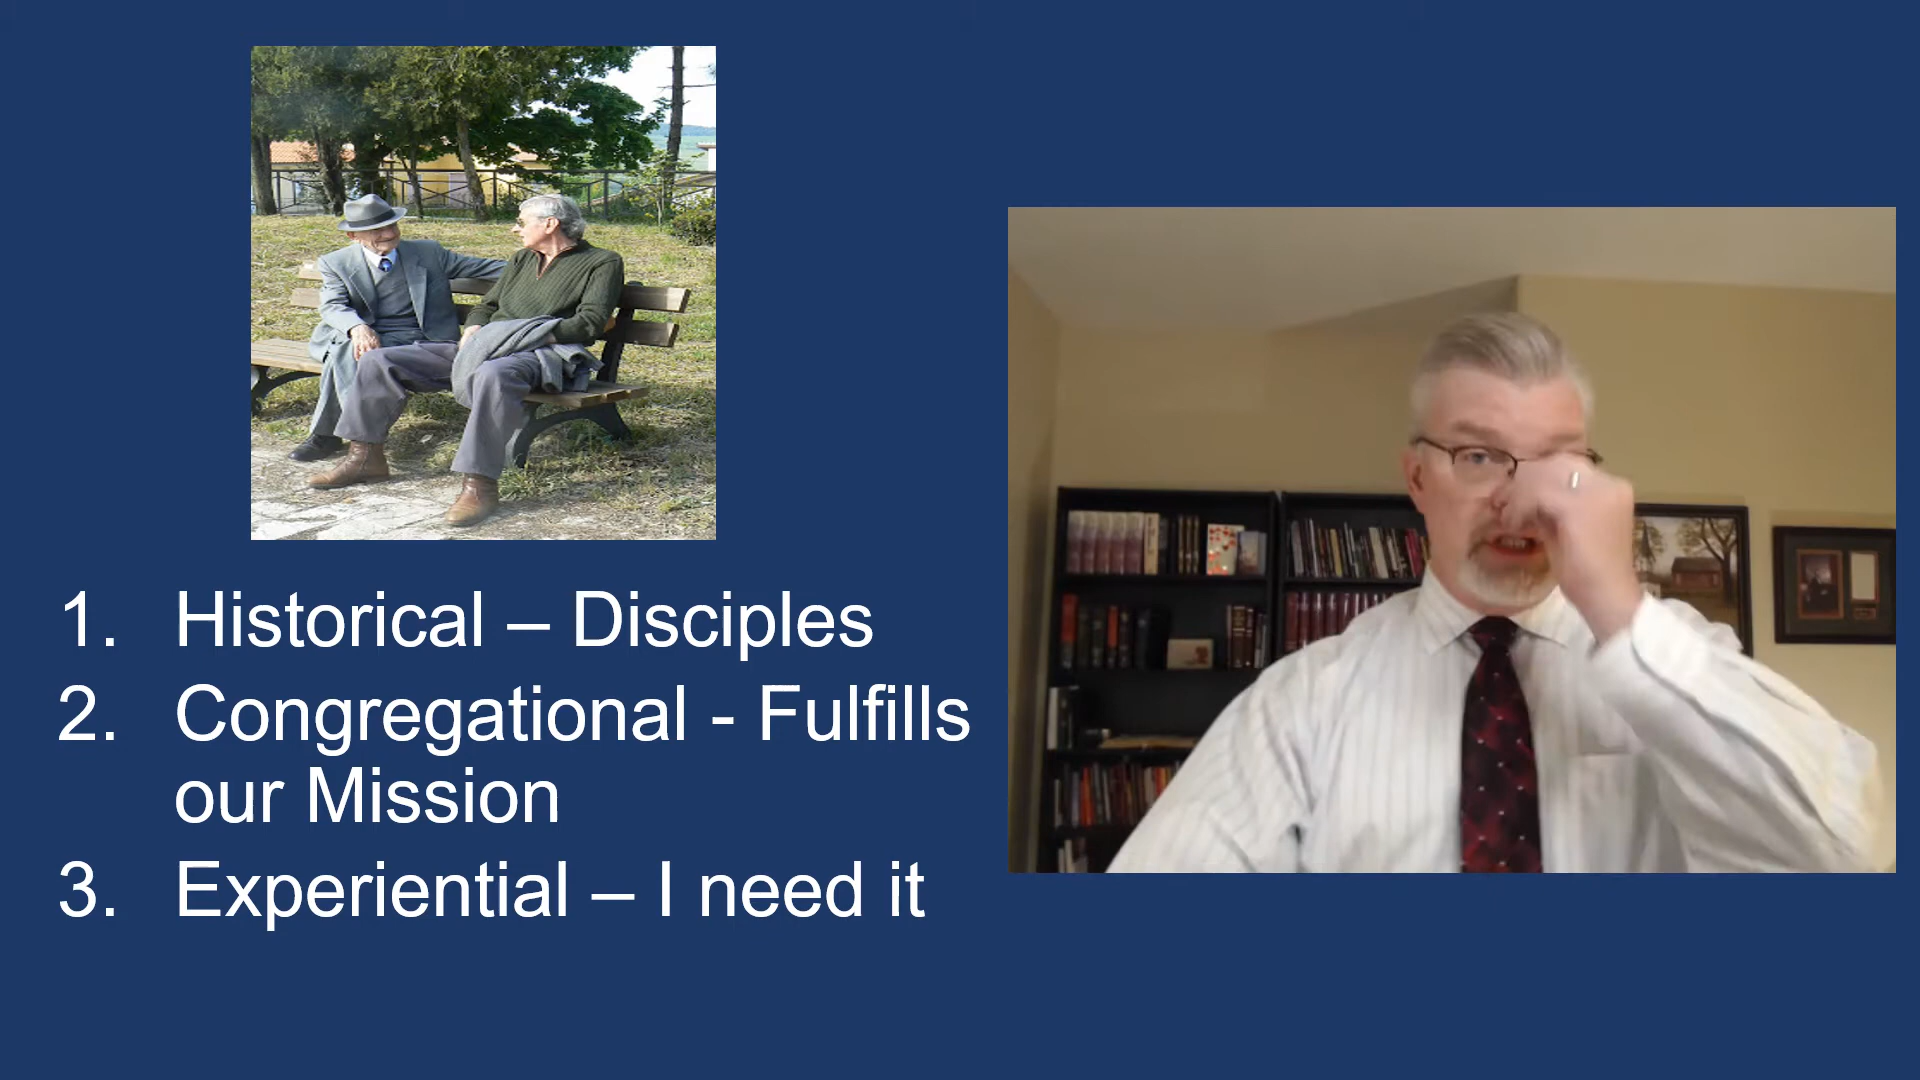 1. Historical – Disciples
2. Congregational - Fulfills
our Mission
3. Experiential – I need it